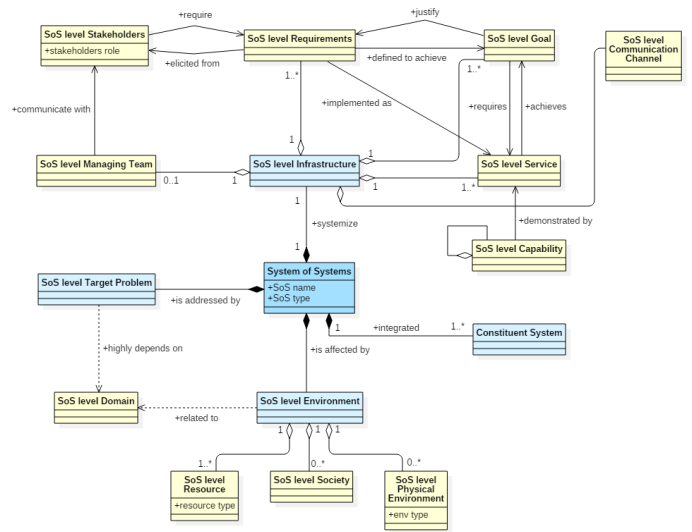 +require
+justify
SoS level Stakeholders
+stakeholders role
SoS level Requirements
SoS level Goal
SoS level
Communication
Channel
+elicited from
+defined to achieve
1..*
1..*
+implemented as
+requires
+achieves
+communicate with
1
1
SoS level Managing Team
SoS level Infrastructure
SoS level Service
0..1
1
1
1..*
1
+systemize
+demonstrated by
1
SoS level Capability
System of Systems
+SoS name
+SoS type
SoS level Target Problem
+is addressed by
1
+integrated
1..*
Constituent System
+highly depends on
+is affected by
SoS level Domain
SoS level Environment
+related to
1
1
1
1..*
0..*
0..*
SoS level
Resource
+resource type
SoS level Society
SoS level
Physical
Environment
+env type